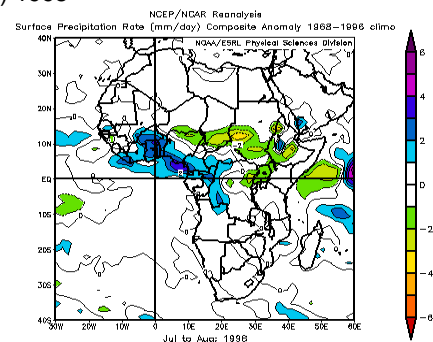 NCEP/NCAR Reanalysis
Surface Precipitation Rate (mm/day) Composite Anomaly 1968-1996 climo
NOAA/ESRL Physical Sciences Division
40N
30N
20N
10N
EQ
10S
20S
30S
40S
30W 20W 10W 0 10E 20E 30E 40E 50E 60E
Jul to Aug: 1996
6
4
2
0
-2
-4
-6